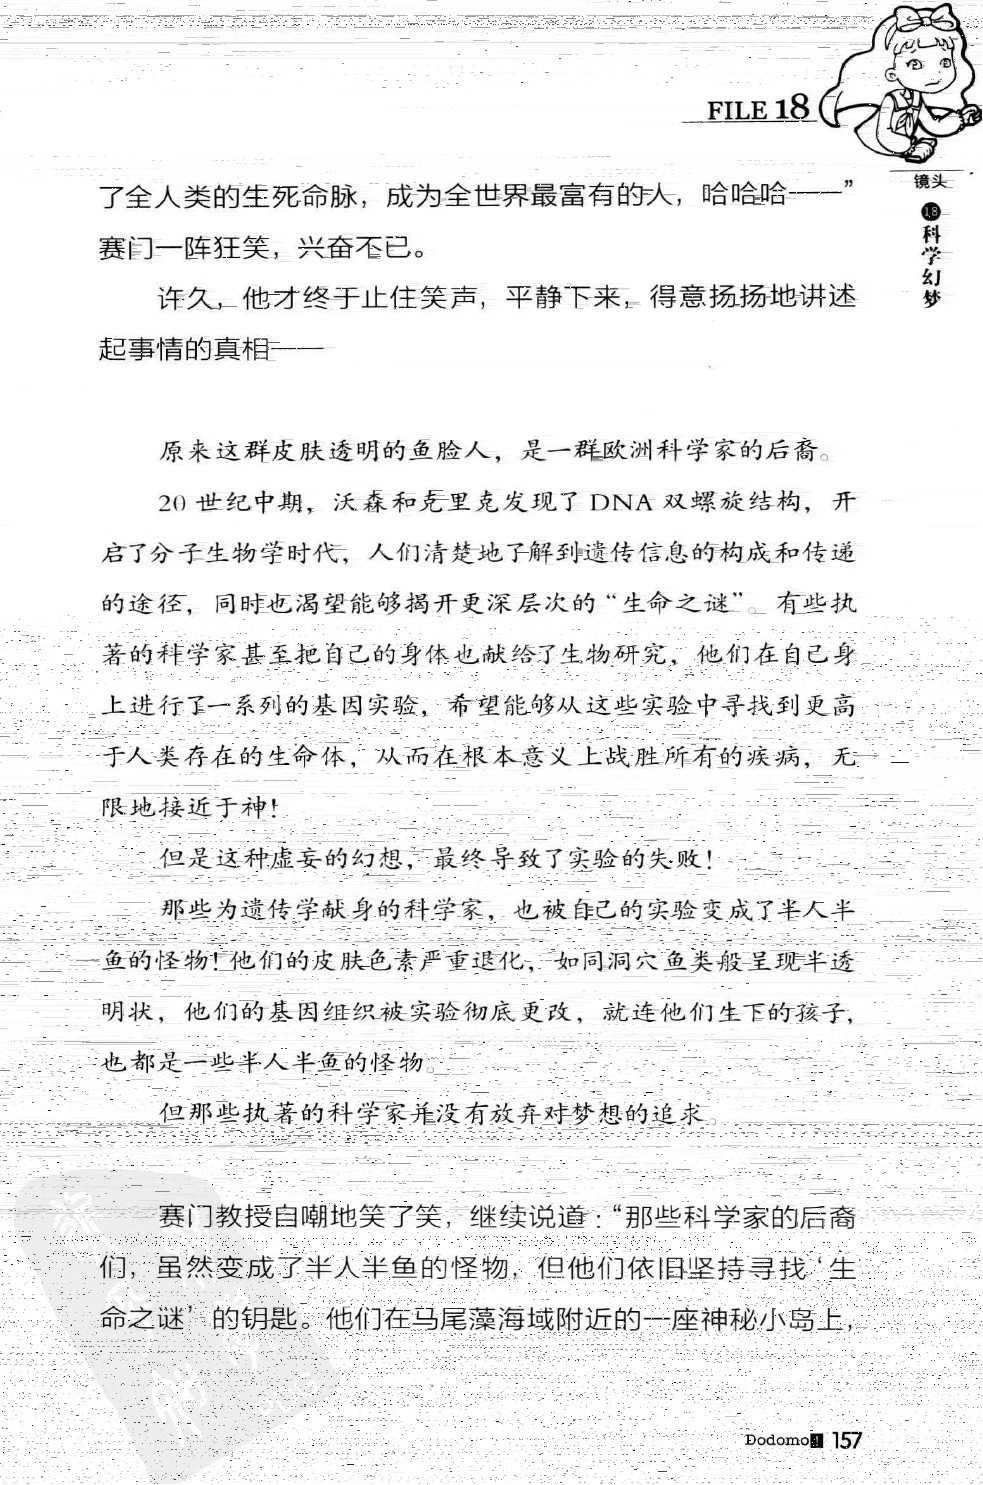 FILE 18
镜头
18
科学幻梦
了全人类的生死命脉，成为全世界最富有的人，哈哈哈——”
赛门一阵狂笑，兴奋不已。
许久，他才终于止住笑声，平静下来，得意扬扬地讲述
起事情的真相——
原来这群皮肤透明的鱼脸人，是一群欧洲科学家的后裔。
20 世纪中期，沃森和克里克发现了 DNA 双螺旋结构，开
启了分子生物学时代，人们清楚地了解到遗传信息的构成和传递
的途径，同时也渴望能够揭开更深层次的“生命之谜”。有些执
著的科学家甚至把自己的身体也献给了生物研究，他们在自己身
上进行了一系列的基因实验，希望能够从这些实验中寻找到更高
于人类存在的生命体，从而在根本意义上战胜所有的疾病，无
限地接近于神！
但是这种虚妄的幻想，最终导致了实验的失败！
那些为遗传学献身的科学家，也被自己的实验变成了半人半
鱼的怪物！他们的皮肤色素严重退化，如同洞穴鱼类般呈现半透
明状，他们的基因组织被实验彻底更改，就连他们生下的孩子，
也都是一些半人半鱼的怪物。
但那些执著的科学家并没有放弃对梦想的追求。
赛门教授自嘲地笑了笑，继续说道：“那些科学家的后裔
们，虽然变成了半人半鱼的怪物，但他们依旧坚持寻找‘生
命之谜’的钥匙。他们在马尾藻海域附近的一座神秘小岛上，
Dodomo 157